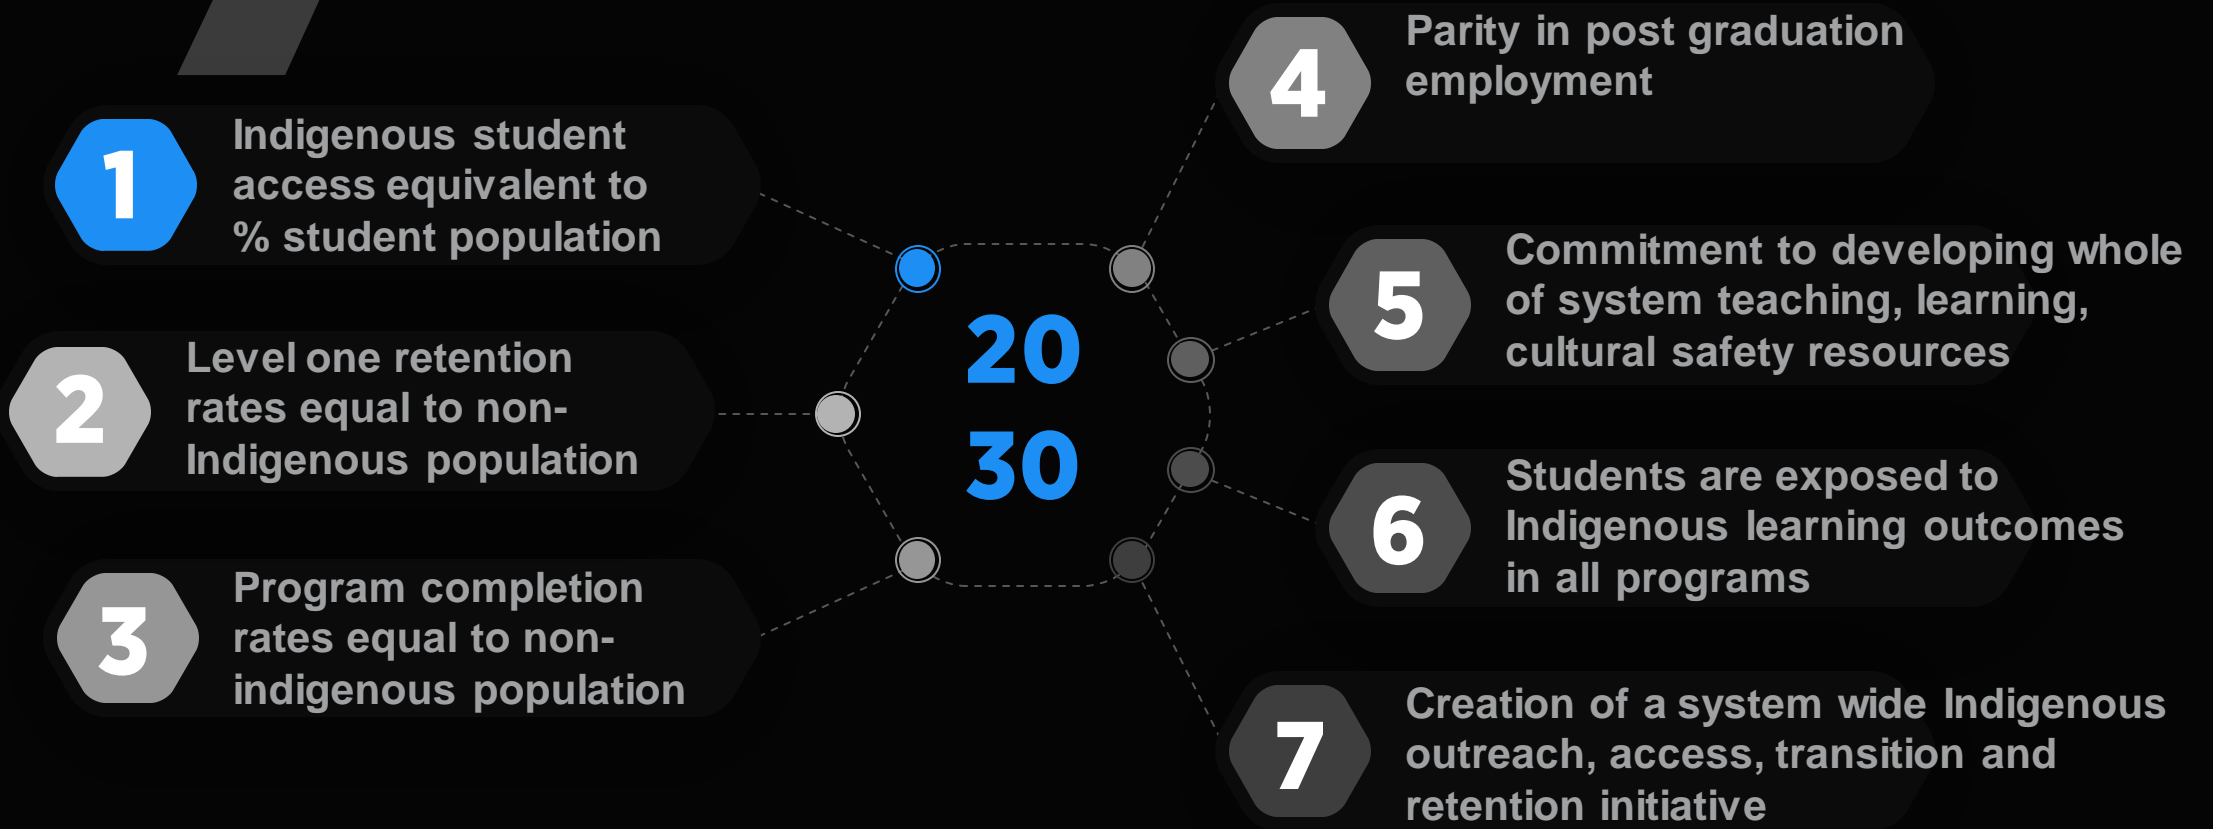 1
Indigenous student
access equivalent to
% student population
2
Level one retention
rates equal to non-
Indigenous population
3
Program completion
rates equal to non-
indigenous population
20
30
4
Parity in post graduation
employment
5
Commitment to developing whole
of system teaching, learning,
cultural safety resources
6
Students are exposed to
Indigenous learning outcomes
in all programs
7
Creation of a system wide Indigenous
outreach, access, transition and
retention initiative